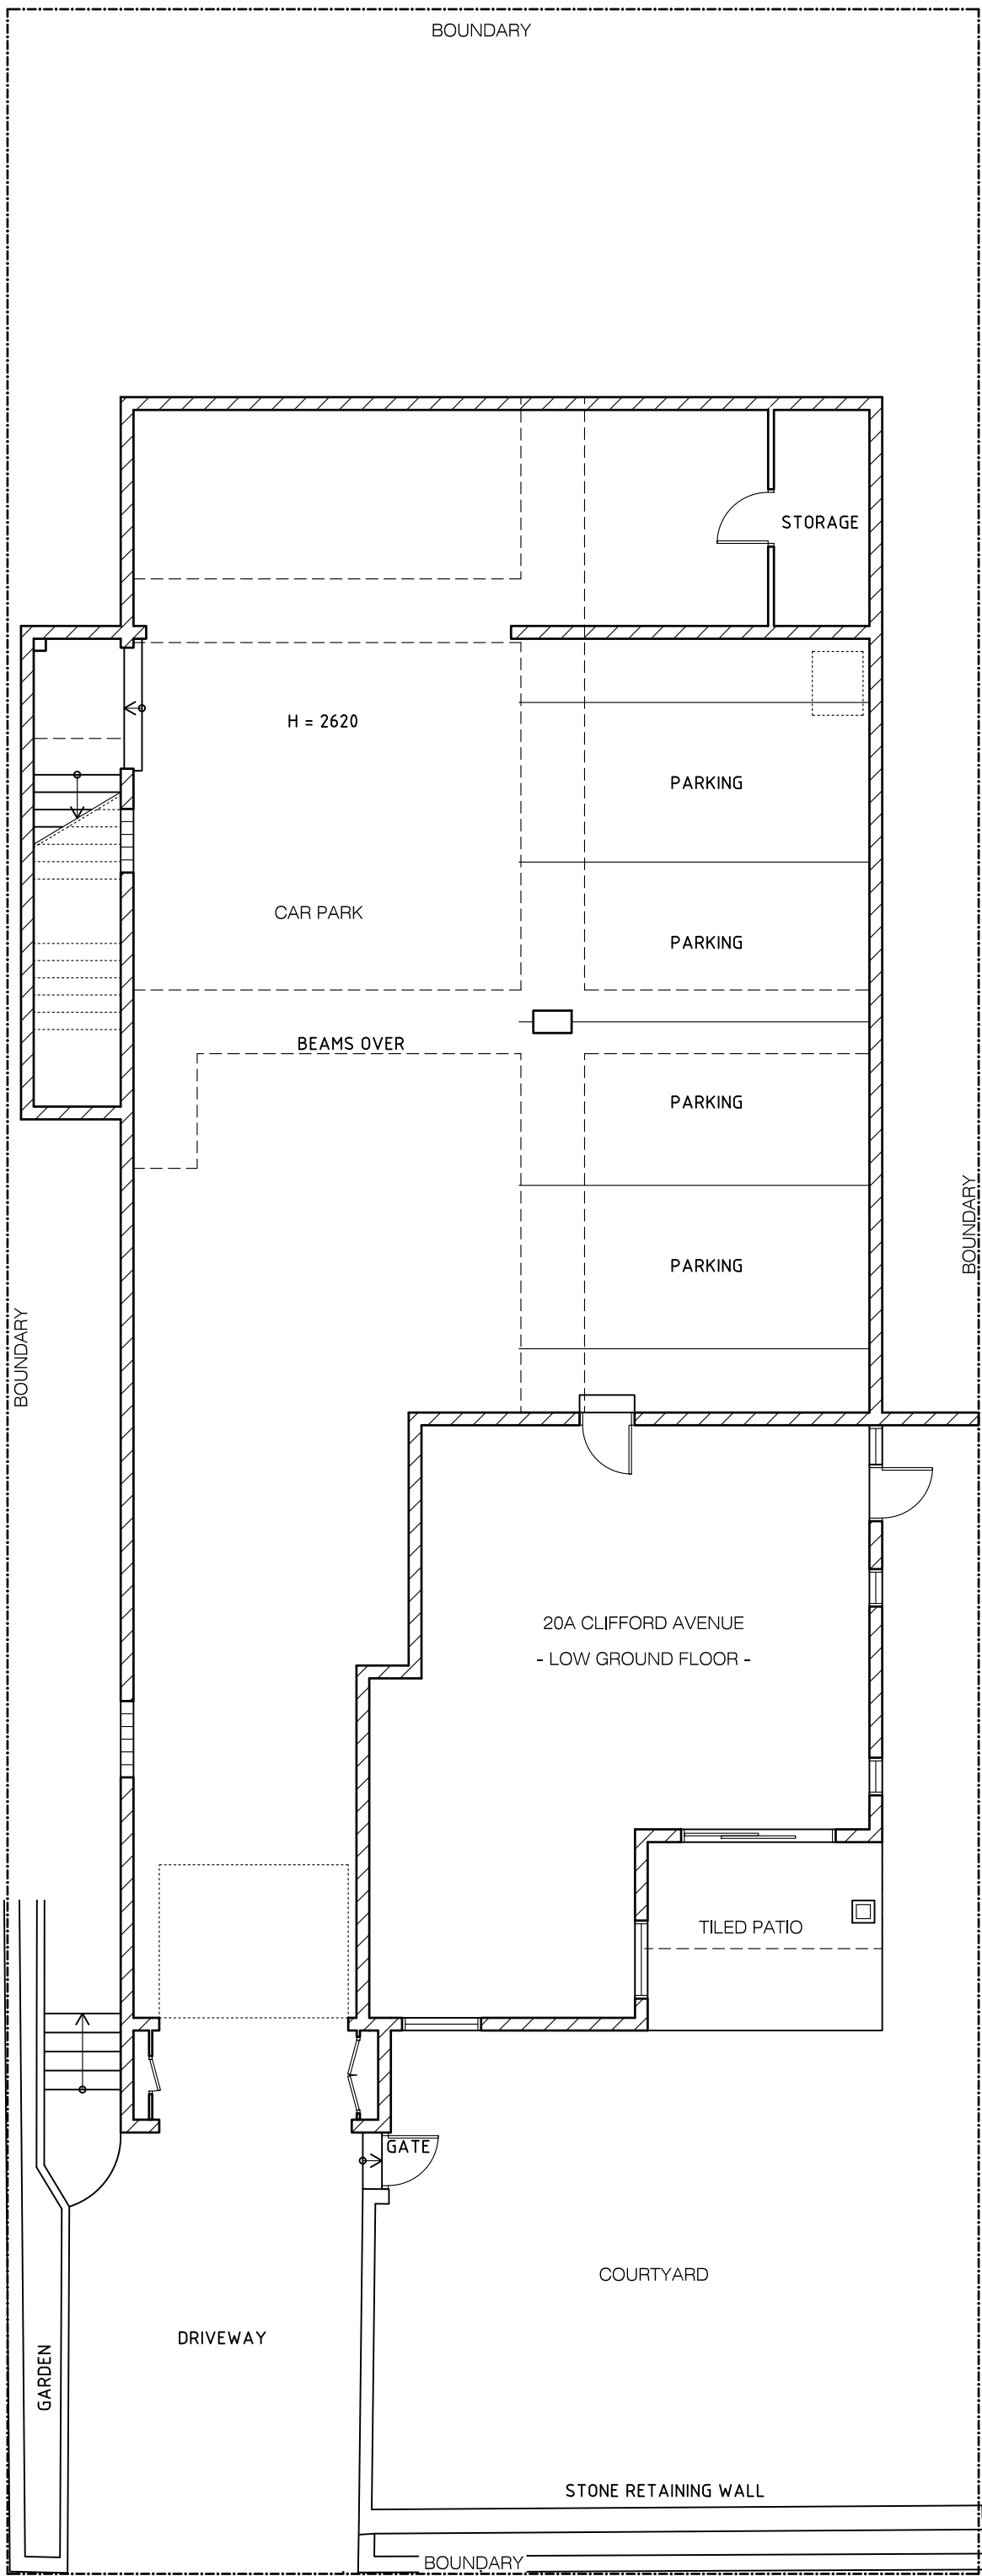 BOUNDARY
STORAGE
H = 2620
PARKING
CAR PARK
PARKING
BEAMS OVER
PARKING
BOUNDARY
PARKING
BOUNDARY
20A CLIFFORD AVENUE
- LOW GROUND FLOOR -
TILED PATIO
GATE
COURTYARD
DRIVEWAY
GARDEN
STONE RETAINING WALL
BOUNDARY